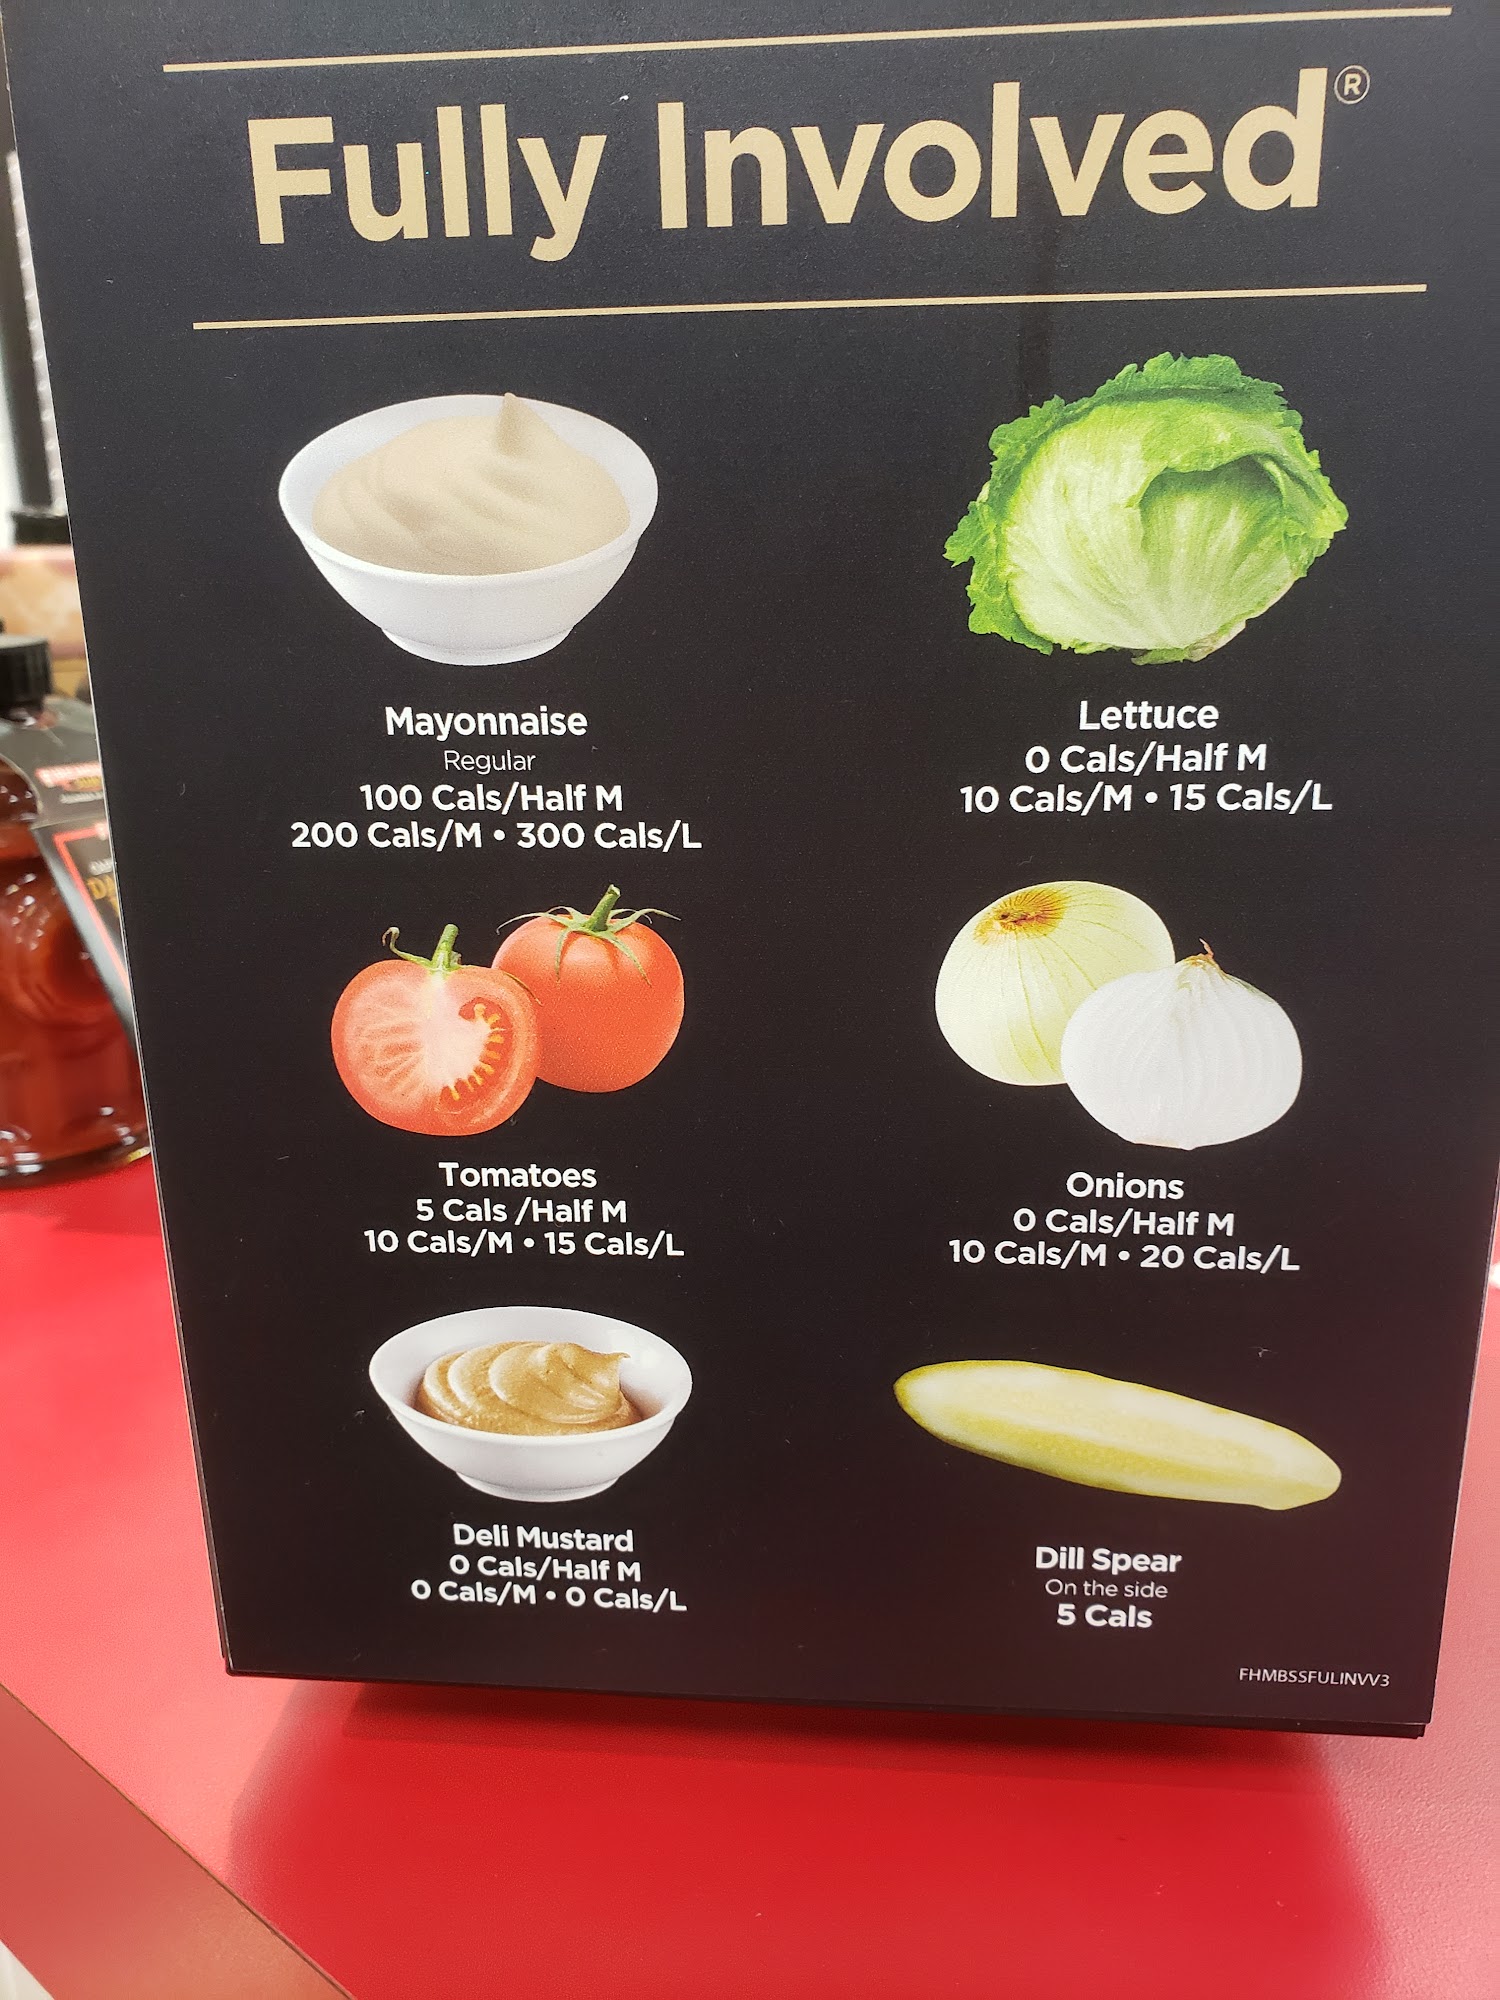 Fully Involved®
Mayonnaise
Regular
100 Cals/Half M
200 Cals/M • 300 Cals/L
Lettuce
0 Cals/Half M
10 Cals/M • 15 Cals/L
Tomatoes
5 Cals /Half M
10 Cals/M • 15 Cals/L
Onions
0 Cals/Half M
10 Cals/M • 20 Cals/L
Deli Mustard
0 Cals/Half M
0 Cals/M • 0 Cals/L
Dill Spear
On the side
5 Cals
FHMBSSFULINVV3